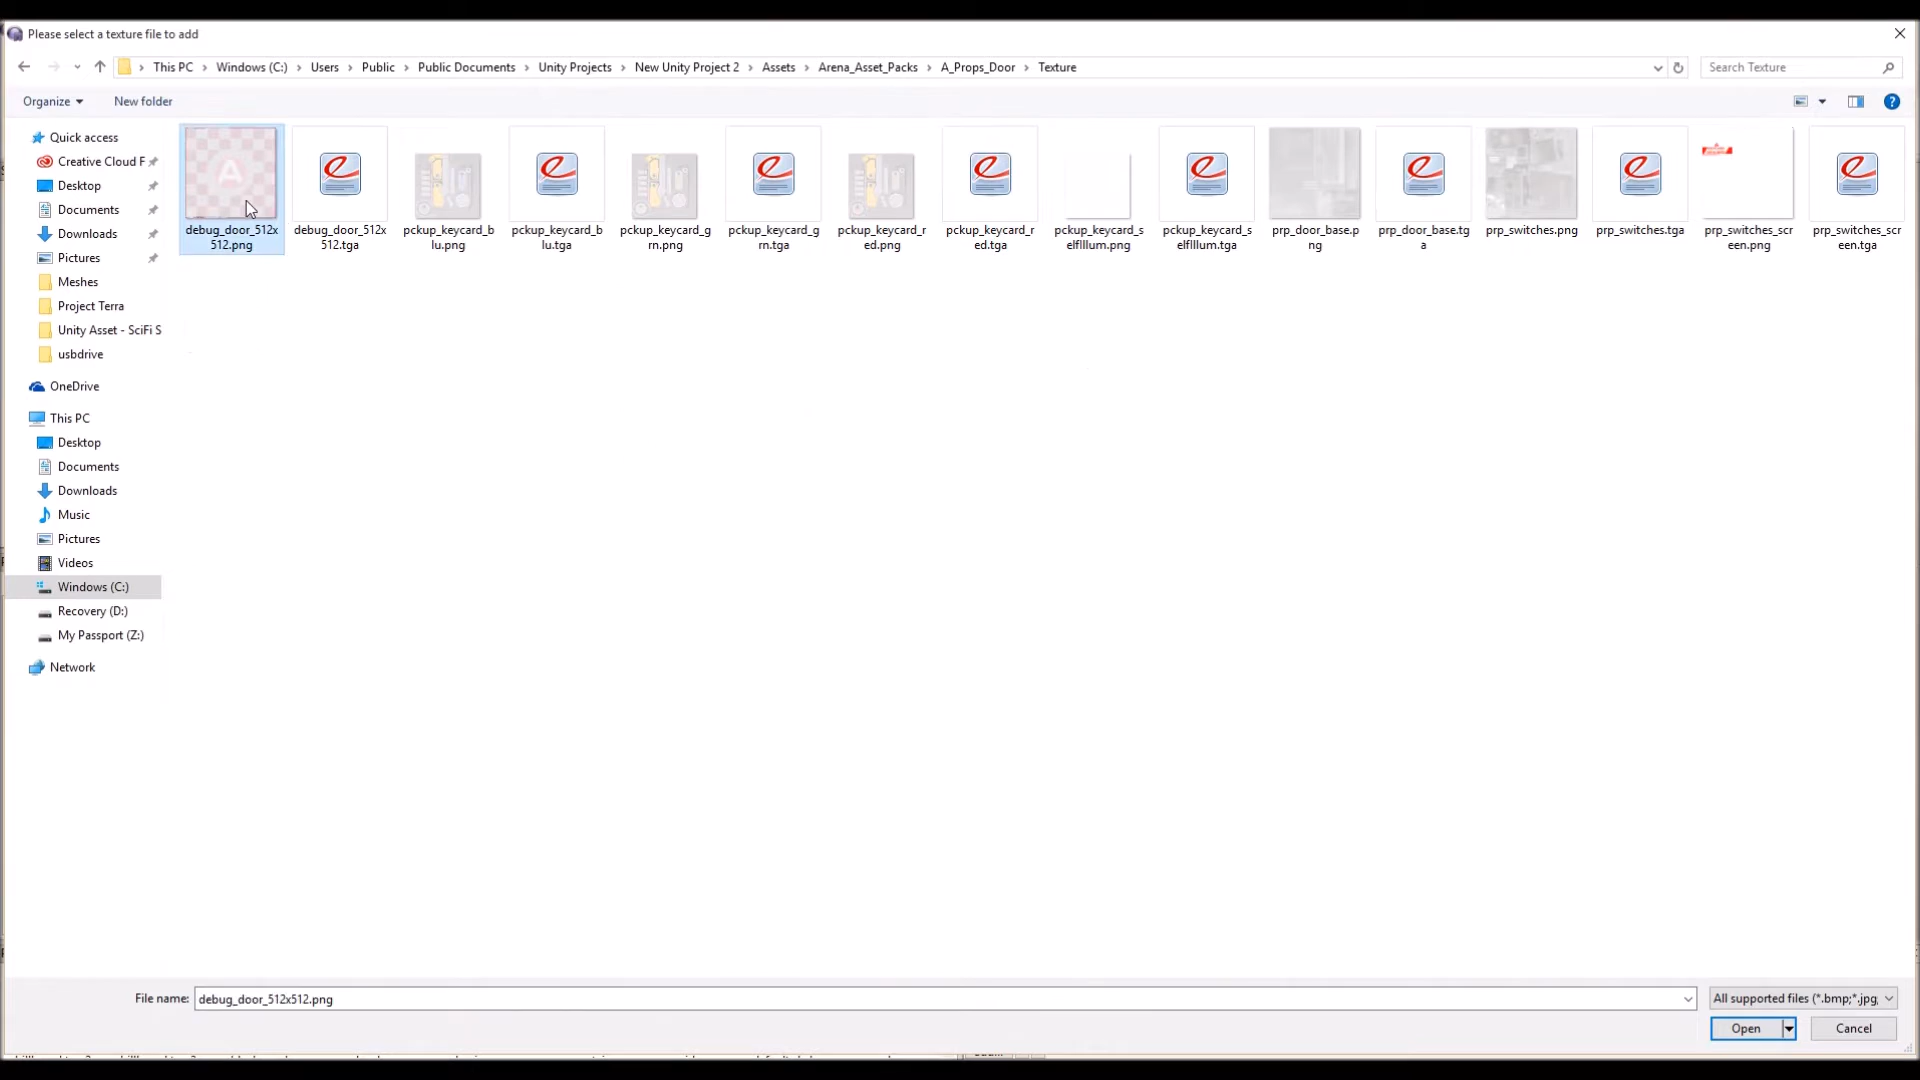 Please select a texture file to add
This PC > Windows (C:) > Users > Public > Public Documents > Unity Projects > New Unity Project 2 > Assets > Arena_Asset_Packs > A_Props_Door > Texture
Search Texture
Organize
New folder
Quick access
Creative Cloud F
Desktop
Documents
Downloads
Pictures
Meshes
Project Terra
Unity Asset - SciFi S
usbdrive
OneDrive
This PC
Desktop
Documents
Downloads
Music
Pictures
Videos
Windows (C:)
Recovery (D:)
My Passport (Z:)
Network
A
debug_door_512x
512.png
debug_door_512x
512.tga
pckup_keycard_b
lu.png
pckup_keycard_b
lu.tga
pckup_keycard_g
rn.png
pckup_keycard_g
rn.tga
pckup_keycard_r
ed.png
pckup_keycard_r
ed.tga
pckup_keycard_s
elfIllum.png
pckup_keycard_s
elfIllum.tga
prp_door_base.p
ng
prp_door_base.tg
a
prp_switches.png
prp_switches.tga
prp_switches_scr
een.png
prp_switches_scr
een.tga
File name:
debug_door_512x512.png
All supported files (*.bmp;*.jpg,
Open
Cancel